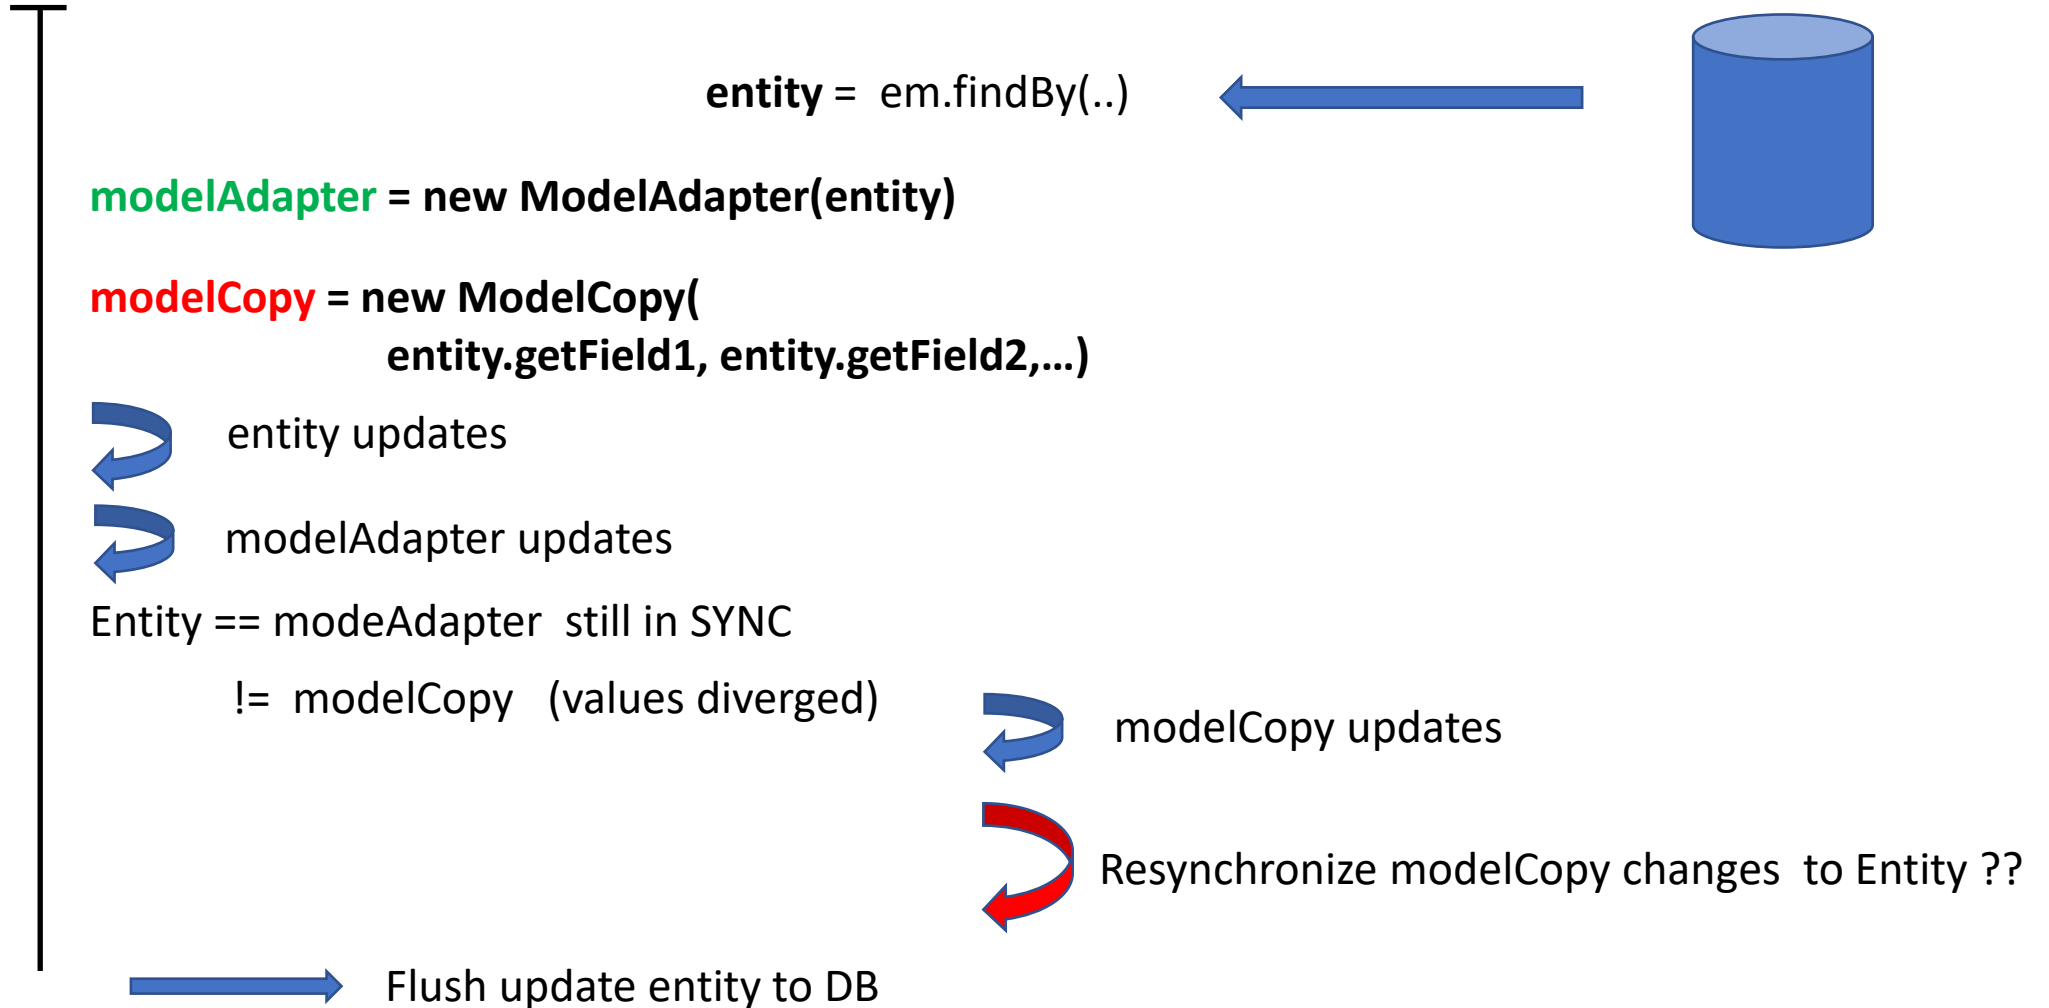 entity = em.findBy(..)
modelAdapter = new ModelAdapter(entity)
modelCopy = new ModelCopy(
entity.getField1, entity.getField2,...)
entity updates
modelAdapter updates
Entity == modeAdapter still in SYNC
!= modelCopy (values diverged)
modelCopy updates
Resynchronize modelCopy changes to Entity ??
Flush update entity to DB